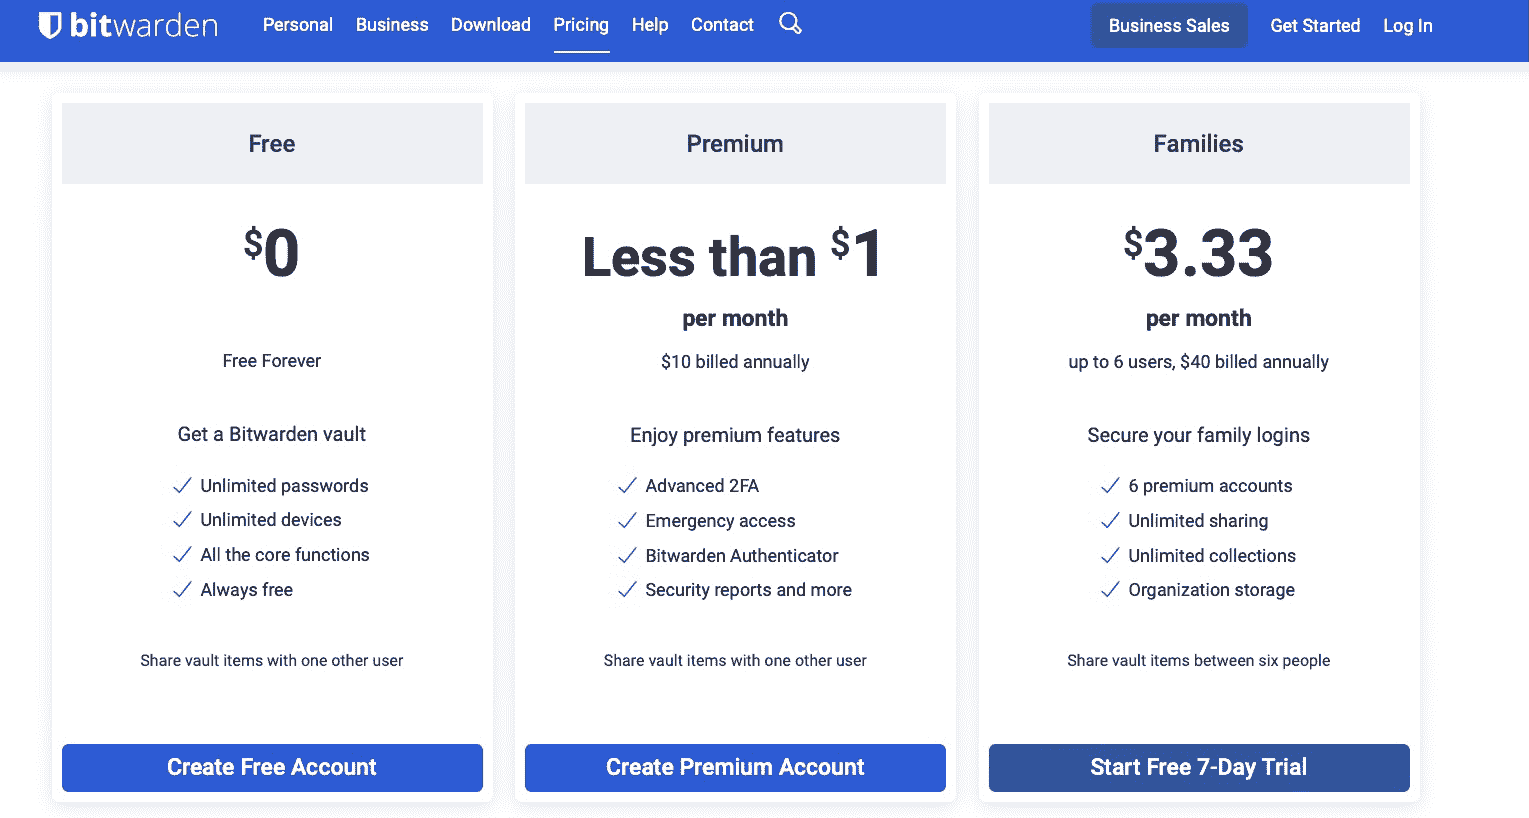 bitwarden
Personal Business Download Pricing Help Contact
Business Sales Get Started Log In
Free
$0
Free Forever
Get a Bitwarden vault
Unlimited passwords
Unlimited devices
All the core functions
Always free
Share vault items with one other user
Create Free Account
Premium
Less than $1
per month
$10 billed annually
Enjoy premium features
Advanced 2FA
Emergency access
Bitwarden Authenticator
Security reports and more
Share vault items with one other user
Create Premium Account
Families
$3.33
per month
up to 6 users, $40 billed annually
Secure your family logins
6 premium accounts
Unlimited sharing
Unlimited collections
Organization storage
Share vault items between six people
Start Free 7-Day Trial